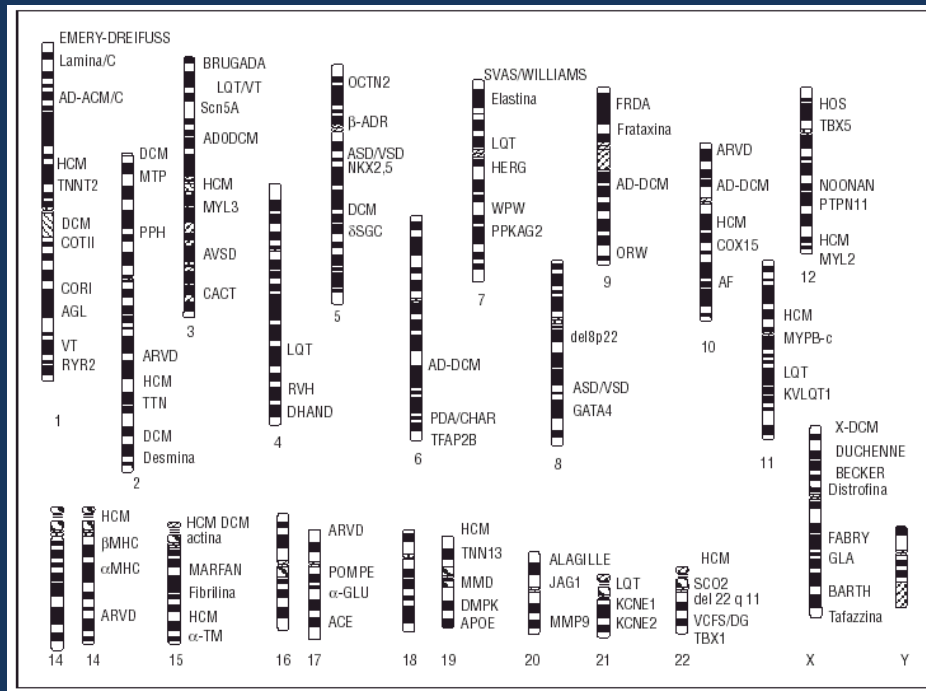 EMERY-DREIFUSS
Lamina/C
AD-ACM/C
HCM
TNNT2
DCM
COTII
CORI
AGL
VT
RYR2
1
DCM
MTP
PPH
ARVD
HCM
TTN
DCM
Desmina
2
BRUGADA
LQT/VT
Scn5A
AD0DCM
HCM
MYL3
AVSD
CACT
3
LQT
RVH
DHAND
4
OCTN2
β-ADR
ASD/VSD
NKX2,5
DCM
δSGC
5
AD-DCM
PDA/CHAR
TFAP2B
6
SVAS/WILLIAMS
Elastina
LQT
HERG
WPW
PPKAG2
7
del8p22
ASD/VSD
GATA4
8
FRDA
Frataxina
AD-DCM
ORW
9
ARVD
AD-DCM
HCM
COX15
AF
10
HCM
MYPB-c
LQT
KVLQT1
11
HOS
TBX5
NOONAN
PTPN11
HCM
MYL2
12
14
HCM
βMHC
αMHC
ARVD
14
HCM DCM
actina
MARFAN
Fibrilina
HCM
α-TM
15
16
ARVD
POMPE
α-GLU
ACE
17
18
HCM
TNN13
MMD
DMPK
APOE
19
ALAGILLE
JAG1
MMP9
20
LQT
KCNE1
KCNE2
21
HCM
SCO2
del 22 q 11
VCFS/DG
TBX1
22
X-DCM
DUCHENNE
BECKER
Distrofina
FABRY
GLA
BARTH
Tafazzina
X
Y